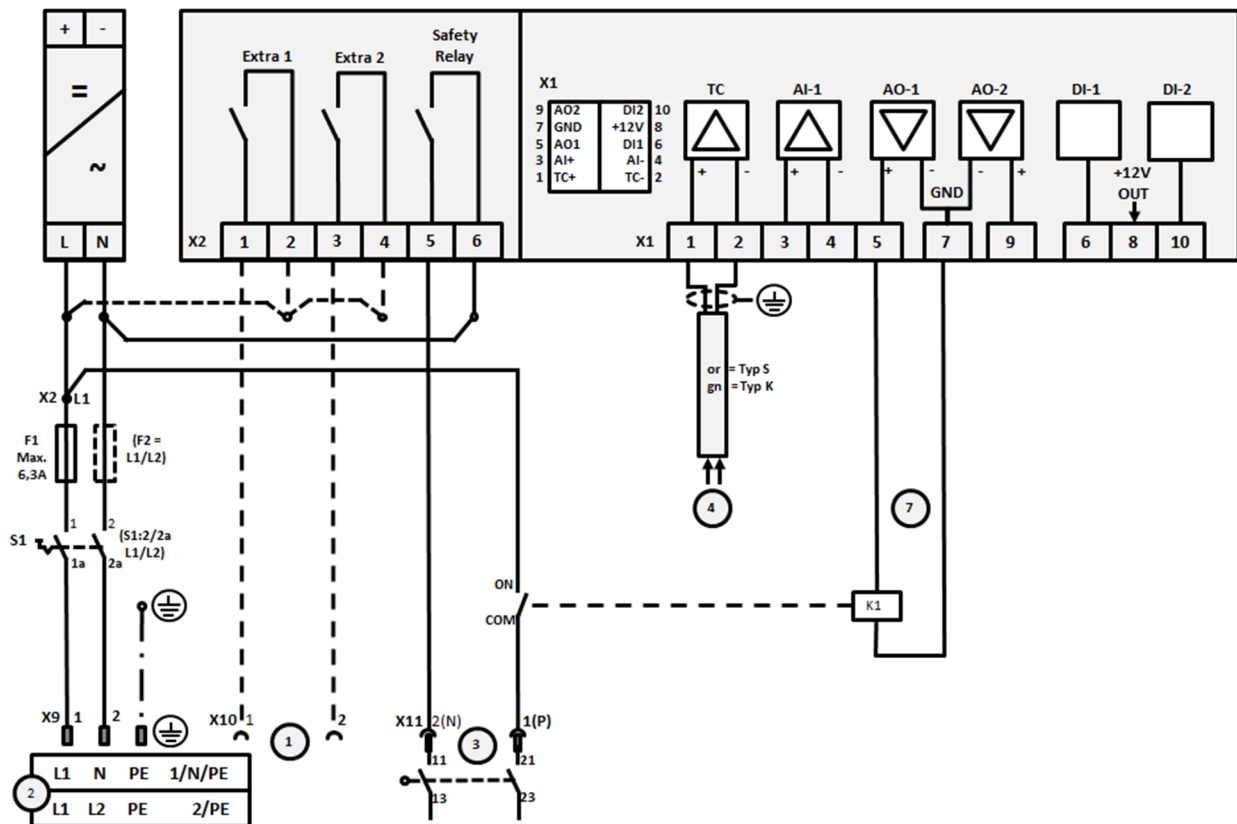 + -
=
~
L N
Extra 1
Extra 2
Safety
Relay
X2 1 2 3 4 5 6
X1
9 AO2 DI2 10
7 GND +12V 8
5 AO1 DI1 6
3 AI+ AI- 4
1 TC+ TC- 2
TC
AI-1
AO-1
AO-2
DI-1
DI-2
+ - + - + - - +
GND
+12V
OUT
X1 1 2 3 4 5 7 9 6 8 10
or = Typ S
gn = Typ K
X2 L1
F1
Max.
6,3A
(F2 =
L1/L2)
4
7
1 2
S1
(S1:2/2a
L1/L2)
1a 2a
ON
COM
K1
X9 1 2
X10 1 2
1
X11 2(N)
3
1(P)
11 21
13 23
2
L1 N PE 1/N/PE
L1 L2 PE 2/PE